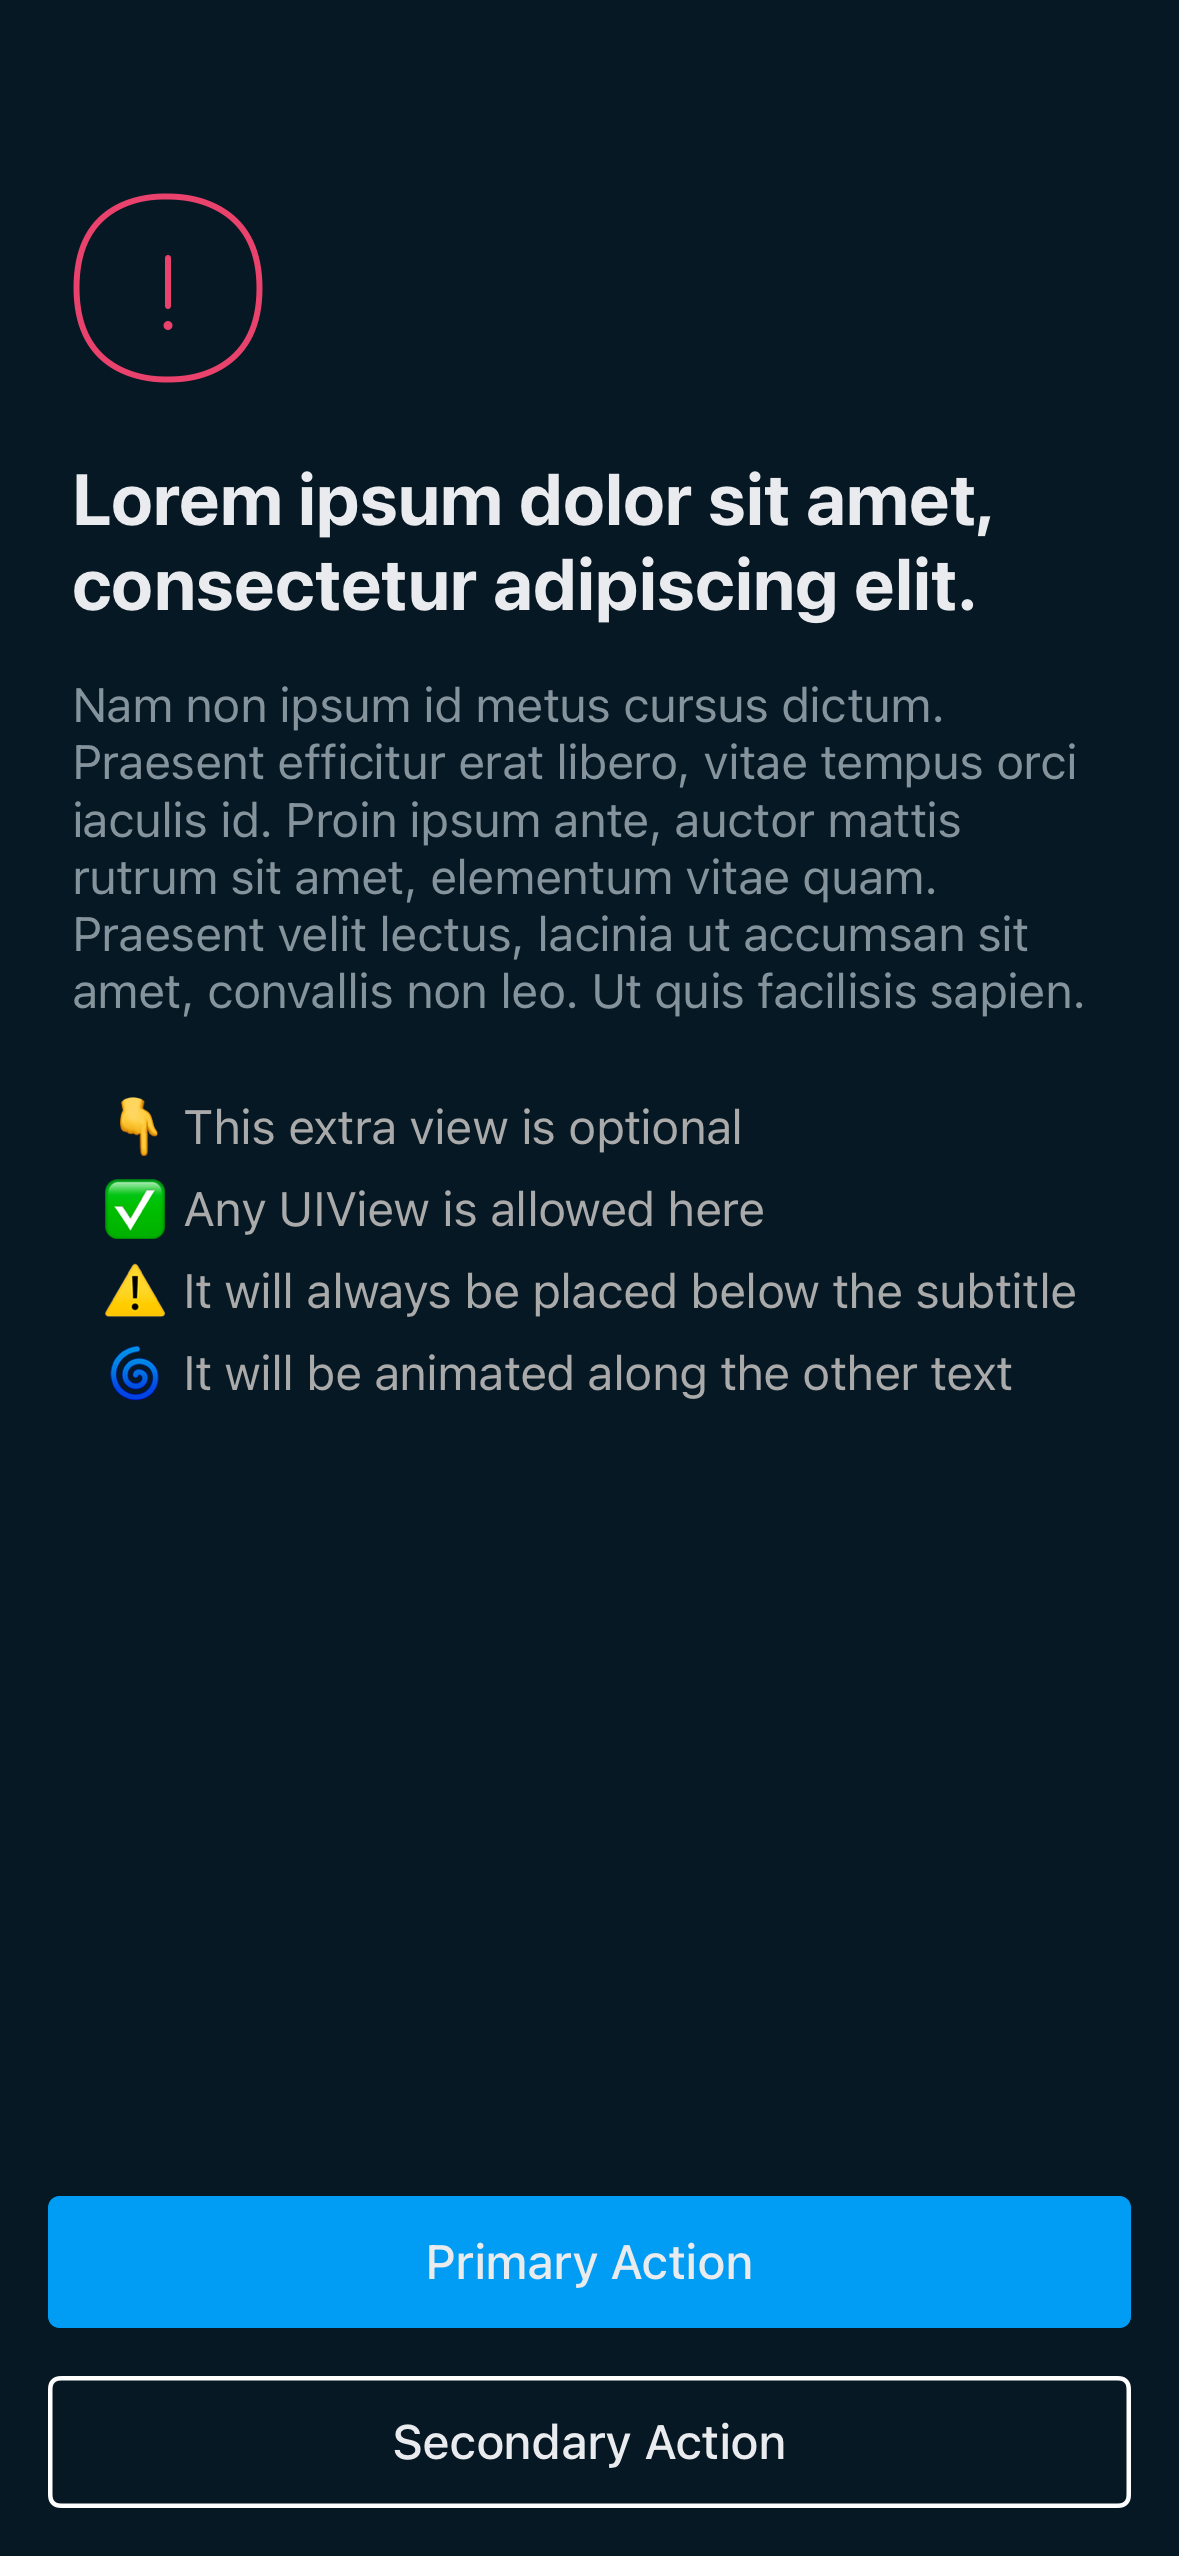 Lorem ipsum dolor sit amet,
consectetur adipiscing elit.
Nam non ipsum id metus cursus dictum.
Praesent efficitur erat libero, vitae tempus orci
iaculis id. Proin ipsum ante, auctor mattis
rutrum sit amet, elementum vitae quam.
Praesent velit lectus, lacinia ut accumsan sit
amet, convallis non leo. Ut quis facilisis sapien.
👇 This extra view is optional
✅ Any UIView is allowed here
⚠️ It will always be placed below the subtitle
🌀 It will be animated along the other text
Primary Action
Secondary Action